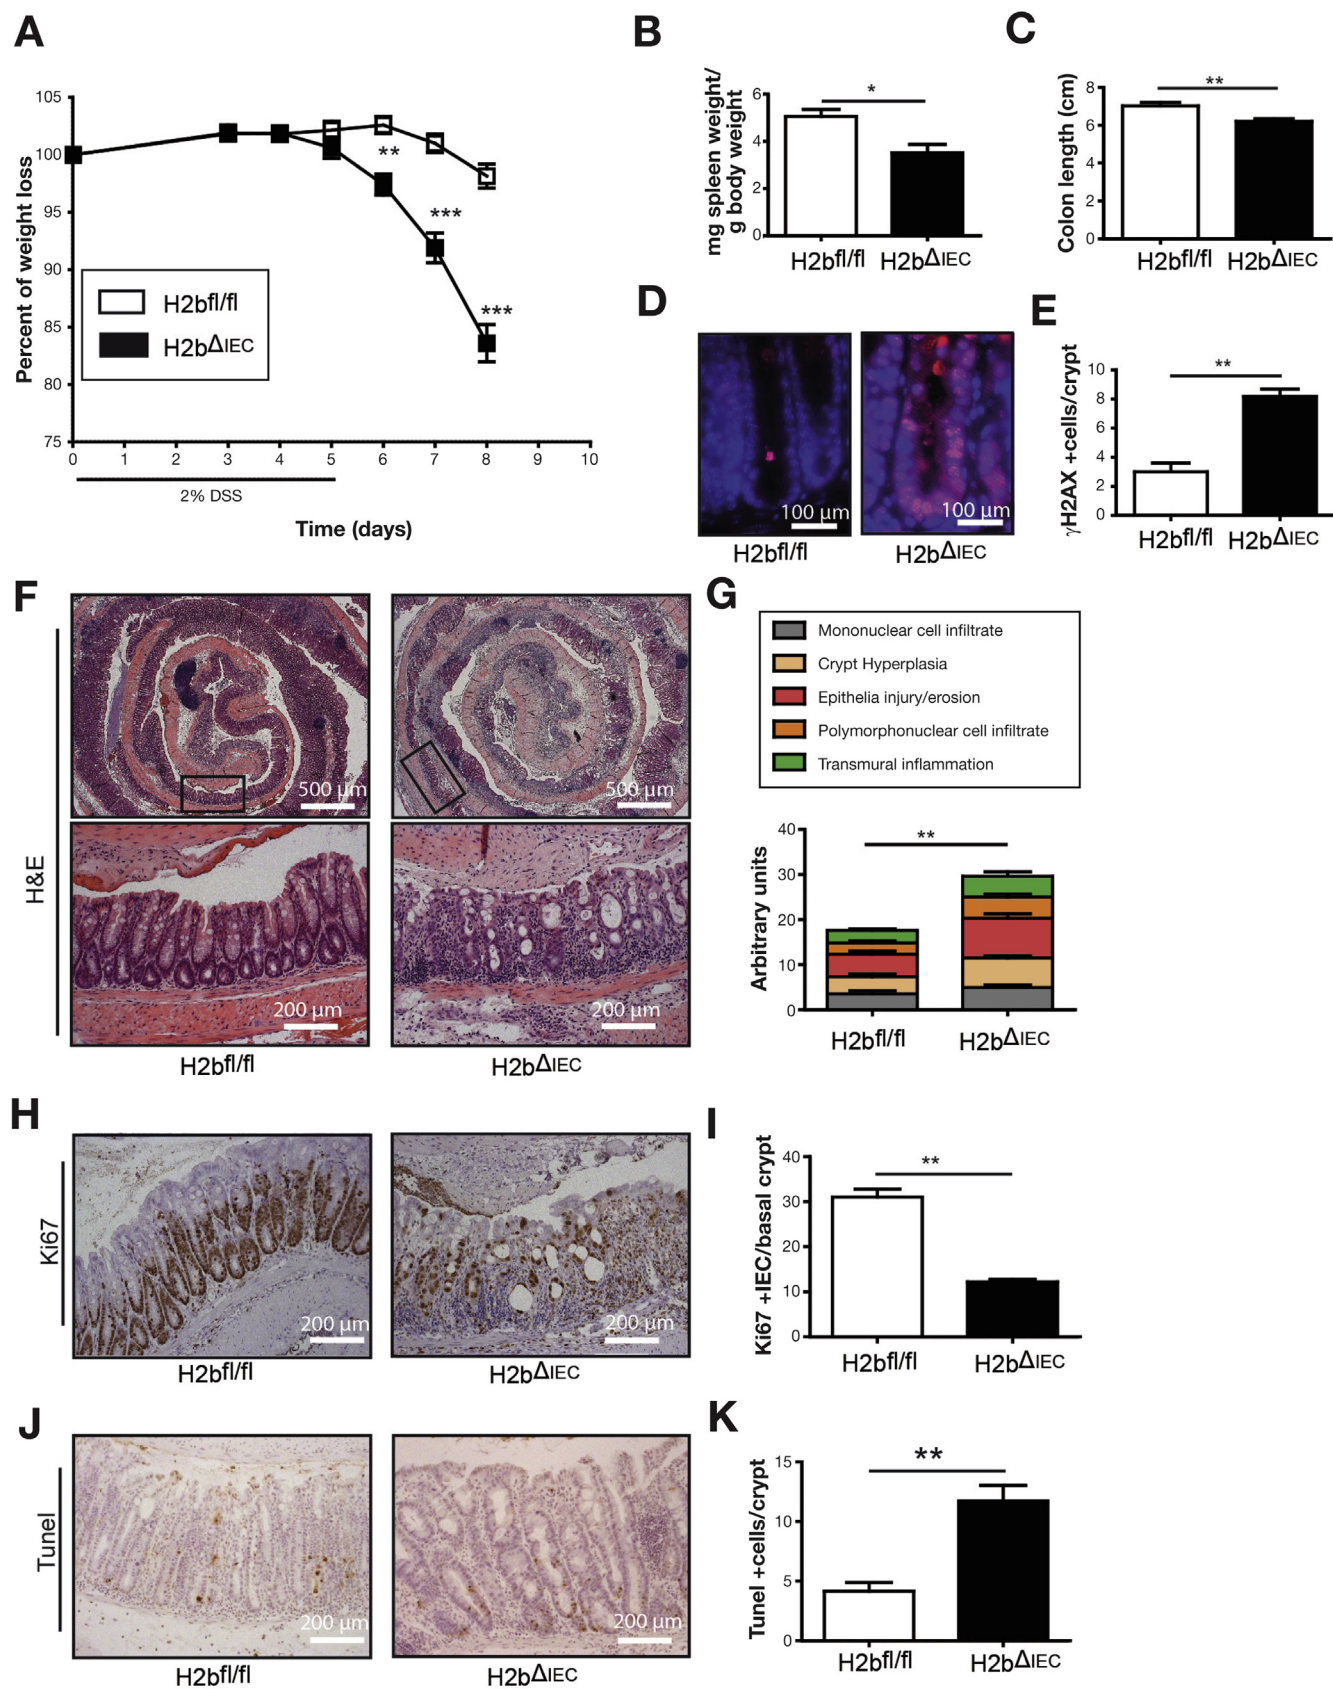 A
105
100
95
90
85
80
75
Percent of weight loss
**
***
***
H2bfl/fl
H2bΔIEC
0 1 2 3 4 5 6 7 8 9 10
2% DSS
Time (days)
B
mg spleen weight/
g body weight
6
4
2
0
*
H2bfl/fl H2bΔIEC
C
Colon length (cm)
8
6
4
2
0
**
H2bfl/fl H2bΔIEC
D
100 µm
100 µm
H2bfl/fl H2bΔIEC
E
γH2AX +cells/crypt
10
8
6
4
2
0
**
H2bfl/fl H2bΔIEC
F
H&E
500 µm
500 µm
200 µm
200 µm
H2bfl/fl H2bΔIEC
G
Mononuclear cell infiltrate
Crypt Hyperplasia
Epithelia injury/erosion
Polymorphonuclear cell infiltrate
Transmural inflammation
Arbitrary units
40
30
20
10
0
**
H2bfl/fl H2bΔIEC
H
Ki67
200 µm
200 µm
H2bfl/fl H2bΔIEC
I
Ki67 +IEC/basal crypt
40
30
20
10
0
**
H2bfl/fl H2bΔIEC
J
Tunel
200 µm
200 µm
H2bfl/fl H2bΔIEC
K
Tunel +cells/crypt
15
10
5
0
**
H2bfl/fl H2bΔIEC